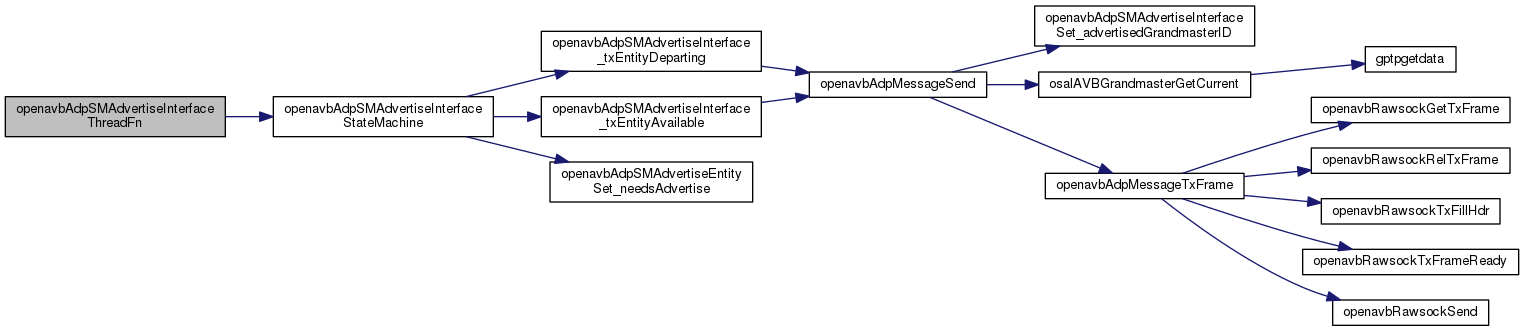 openavbAdpSMAdvertiseInterface
ThreadFn
openavbAdpSMAdvertiseInterface
StateMachine
openavbAdpSMAdvertiseInterface
_txEntityDeparting
openavbAdpSMAdvertiseInterface
_txEntityAvailable
openavbAdpSMAdvertiseEntity
Set_needsAdvertise
openavbAdpMessageSend
openavbAdpSMAdvertiseInterface
Set_advertisedGrandmasterID
osalAVBGrandmasterGetCurrent
openavbAdpMessageTxFrame
gptpgetdata
openavbRawsockGetTxFrame
openavbRawsockRelTxFrame
openavbRawsockTxFillHdr
openavbRawsockTxFrameReady
openavbRawsockSend